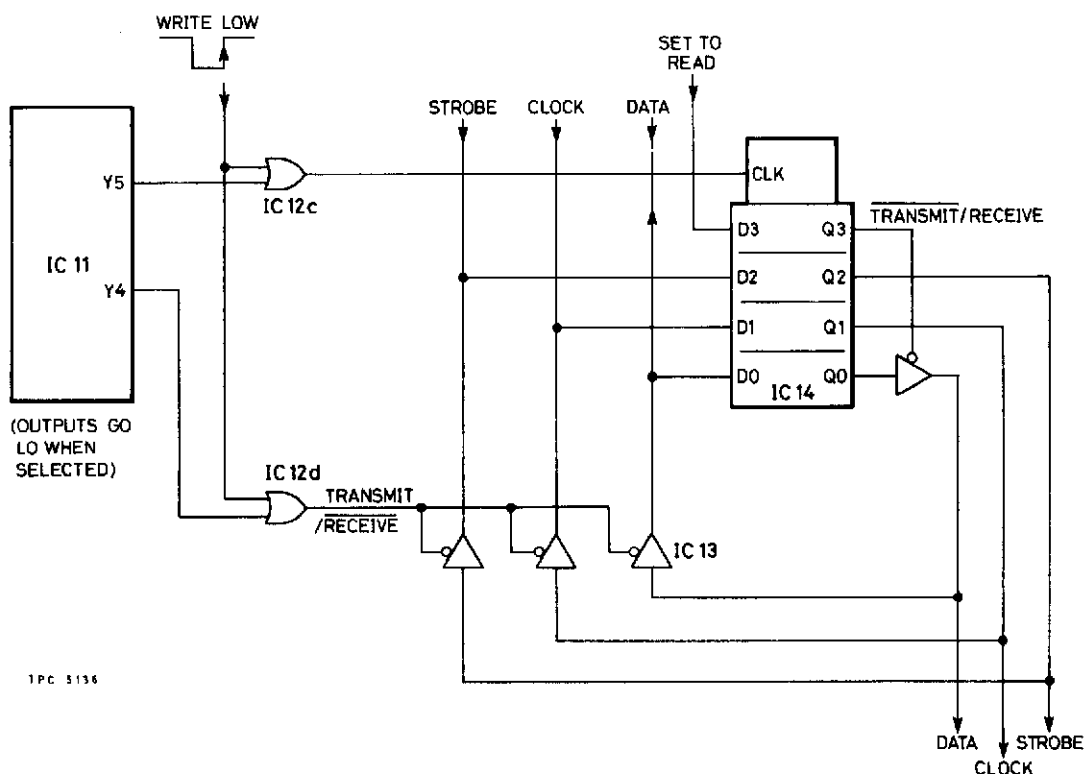 WRITE LOW
SET TO
READ
STROBE
CLOCK
DATA
Y5
IC 12c
CLK
TRANSMIT/RECEIVE
IC 11
D3
Q3
Y4
D2
Q2
D1
Q1
D0
Q0
IC 14
(OUTPUTS GO
LO WHEN
SELECTED)
IC 12d
TRANSMIT
/RECEIVE
IC 13
TPC 5136
DATA
STROBE
CLOCK